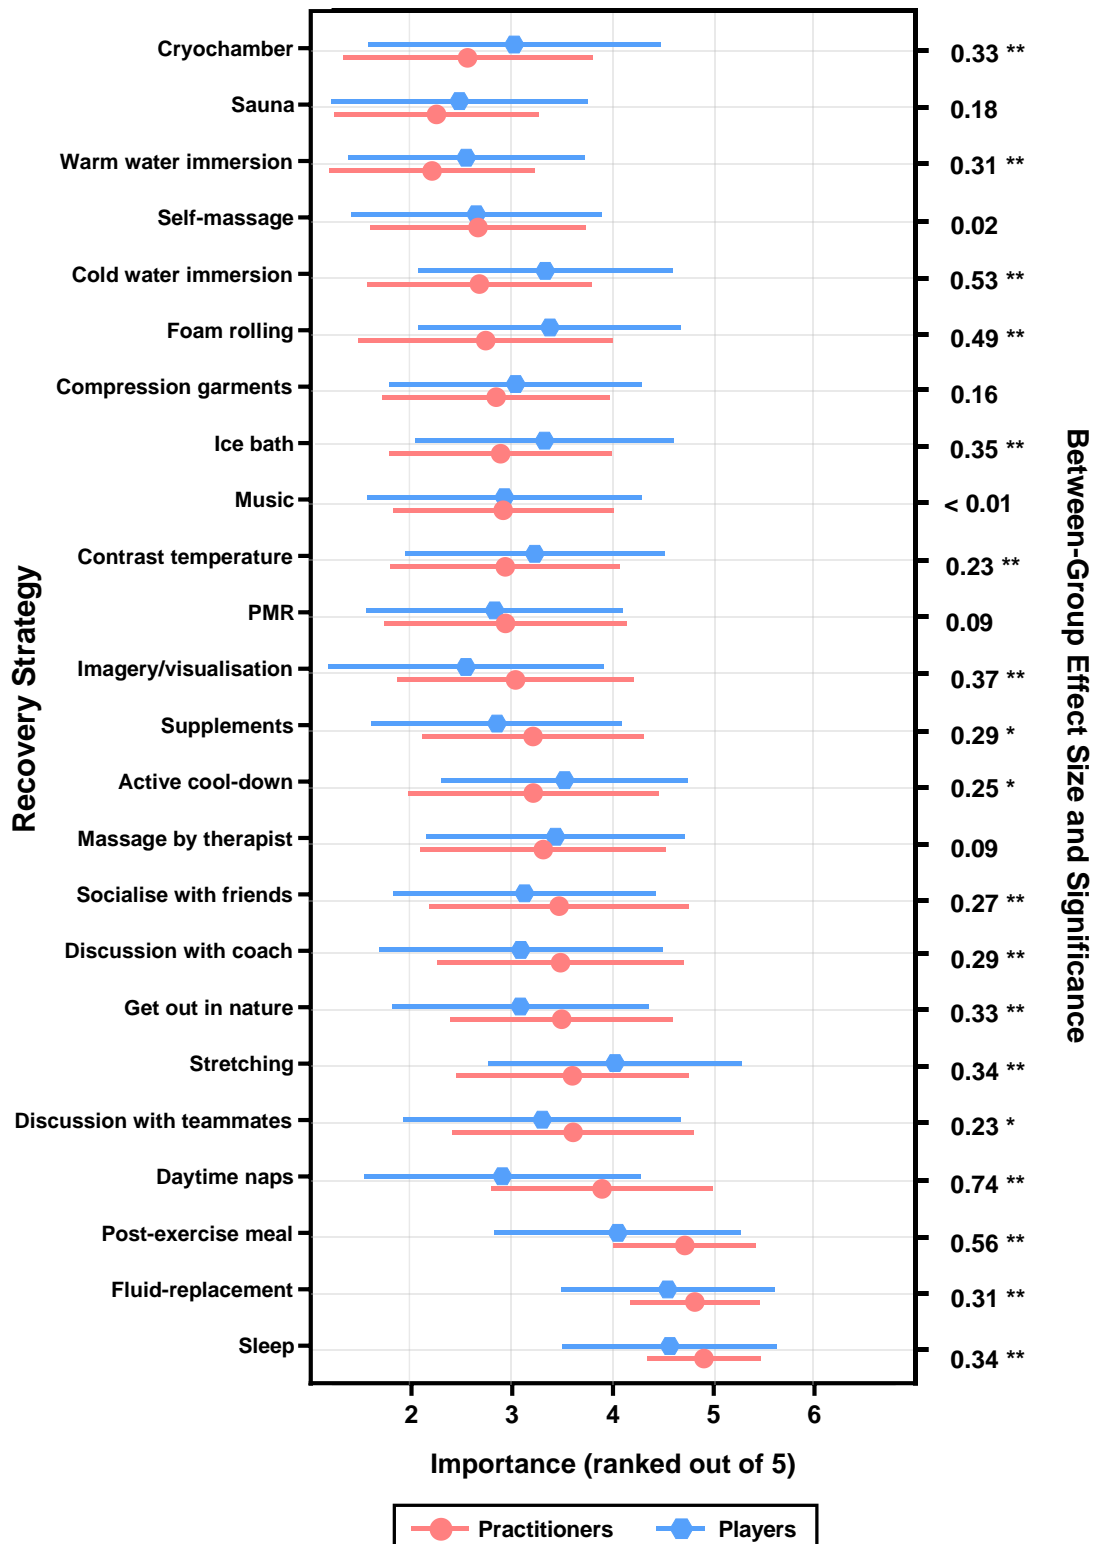 Cryochamber
0.33 **
Sauna
0.18
Warm water immersion
0.31 **
Self-massage
0.02
Cold water immersion
0.53 **
Foam rolling
0.49 **
Compression garments
0.16
Ice bath
0.35 **
Music
< 0.01
Contrast temperature
0.23 **
PMR
0.09
Imagery/visualisation
0.37 **
Supplements
0.29 *
Active cool-down
0.25 *
Massage by therapist
0.09
Socialise with friends
0.27 **
Discussion with coach
0.29 **
Get out in nature
0.33 **
Stretching
0.34 **
Discussion with teammates
0.23 *
Daytime naps
0.74 **
Post-exercise meal
0.56 **
Fluid-replacement
0.31 **
Sleep
0.34 **
Recovery Strategy
Between-Group Effect Size and Significance
2 3 4 5 6
Importance (ranked out of 5)
Practitioners Players